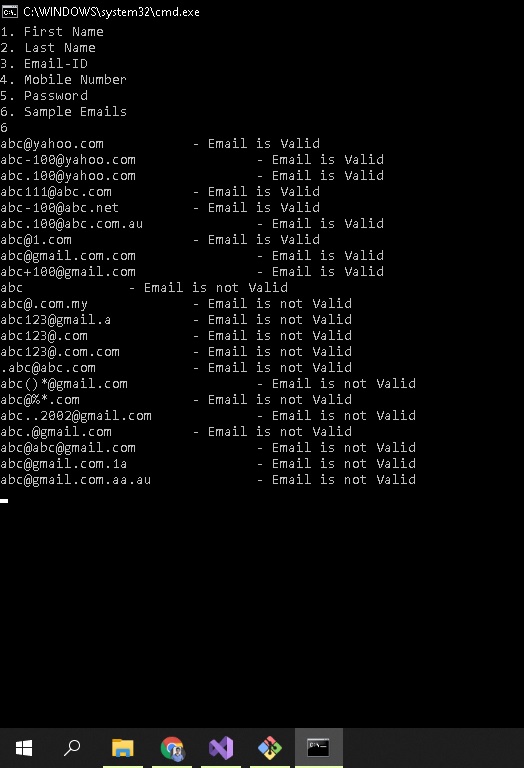 C:\WINDOWS\system32\cmd.exe
1. First Name
2. Last Name
3. Email-ID
4. Mobile Number
5. Password
6. Sample Emails
6
abc@yahoo.com - Email is Valid
abc-100@yahoo.com - Email is Valid
abc.100@yahoo.com - Email is Valid
abc111@abc.com - Email is Valid
abc-100@abc.net - Email is Valid
abc.100@abc.com.au - Email is Valid
abc@1.com - Email is Valid
abc@gmail.com.com - Email is Valid
abc+100@gmail.com - Email is Valid
abc - Email is not Valid
abc@.com.my - Email is not Valid
abc123@gmail.a - Email is not Valid
abc123@.com - Email is not Valid
abc123@.com.com - Email is not Valid
.abc@abc.com - Email is not Valid
abc()*@gmail.com - Email is not Valid
abc@%*.com - Email is not Valid
abc..2002@gmail.com - Email is not Valid
abc.@gmail.com - Email is not Valid
abc@abc@gmail.com - Email is not Valid
abc@gmail.com.1a - Email is not Valid
abc@gmail.com.aa.au - Email is not Valid